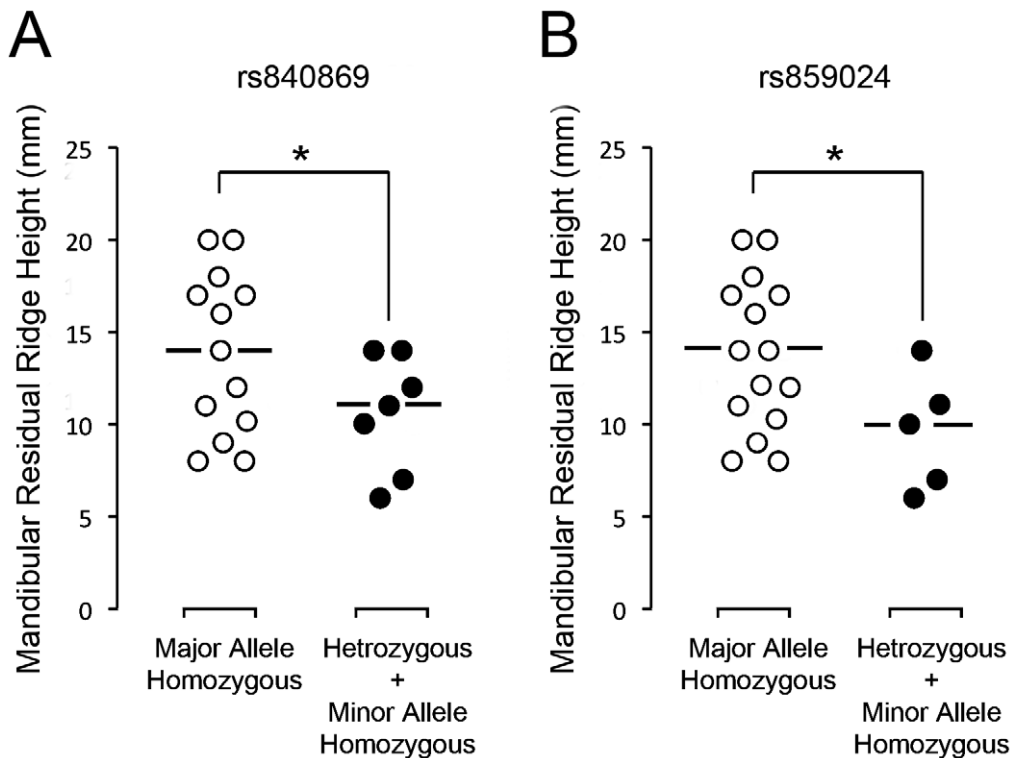 A
rs840869
Mandibular Residual Ridge Height (mm)
25
20
15
10
5
0
*
Major Allele
Homozygous
Hetrozygous
+
Minor Allele
Homozygous
B
rs859024
Mandibular Residual Ridge Height (mm)
25
20
15
10
5
0
*
Major Allele
Homozygous
Hetrozygous
+
Minor Allele
Homozygous